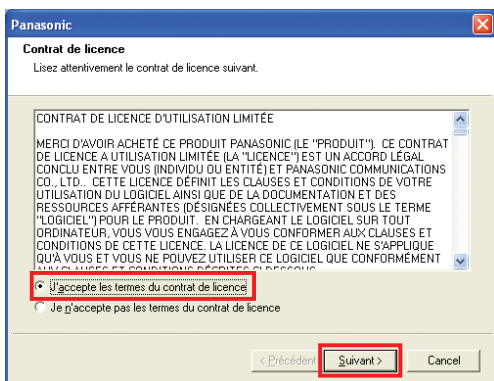 Panasonic
Contrat de licence
Lisez attentivement le contrat de licence suivant.
CONTRAT DE LICENCE D'UTILISATION LIMITÉE
MERCI D'AVOIR ACHETÉ CE PRODUIT PANASONIC (LE "PRODUIT"). CE CONTRAT
DE LICENCE A UTILISATION LIMITÉE (LA "LICENCE") EST UN ACCORD LÉGAL
CONCLU ENTRE VOUS (INDIVIDU OU ENTITÉ) ET PANASONIC COMMUNICATIONS
CO., LTD.. CETTE LICENCE DÉFINIT LES CLAUSES ET CONDITIONS DE VOTRE
UTILISATION DU LOGICIEL AINSI QUE DE LA DOCUMENTATION ET DES
RESSOURCES AFFÉRANTES (DÉSIGNÉES COLLECTIVEMENT SOUS LE TERME
"LOGICIEL") POUR LE PRODUIT. EN CHARGEANT LE LOGICIEL SUR TOUT
ORDINATEUR, VOUS VOUS ENGAGEZ À VOUS CONFORMER AUX CLAUSES ET
CONDITIONS DE CETTE LICENCE. LA LICENCE DE CE LOGICIEL NE S'APPLIQUE
QU'À VOUS ET VOUS NE POUVEZ UTILISER CE LOGICIEL QUE CONFORMÉMENT
AUX CLAUSES ET CONDITIONS DÉCRITES CI-DESSOUS
J'accepte les termes du contrat de licence
Je n'accepte pas les termes du contrat de licence
< Précédent
Suivant >
Cancel